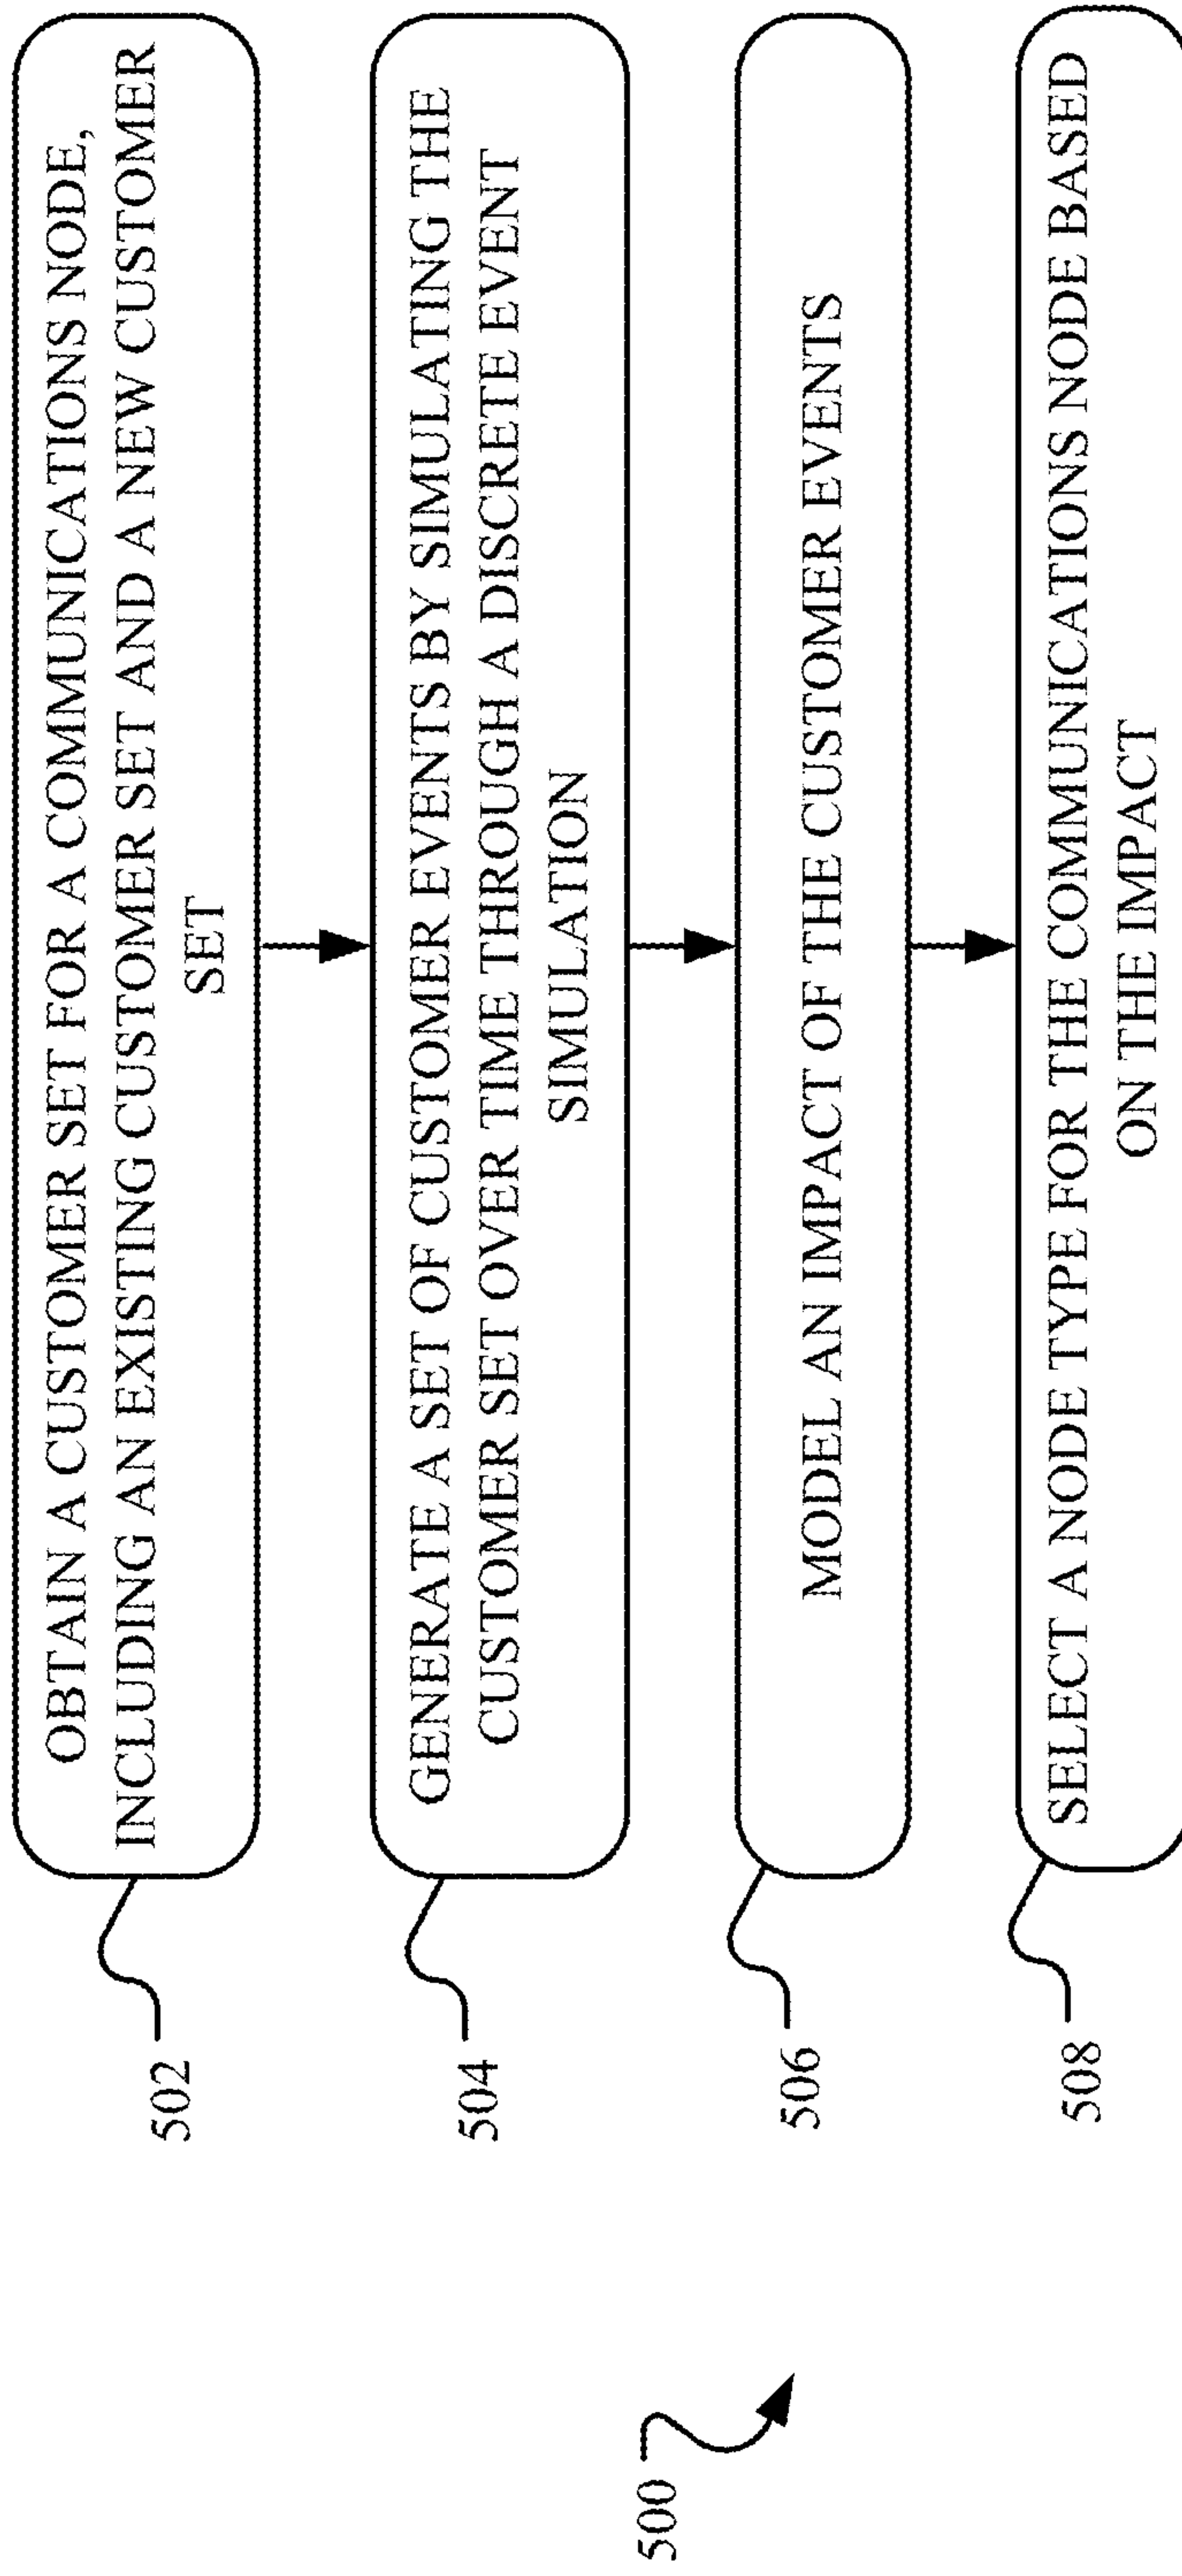 OBTAIN A CUSTOMER SET FOR A COMMUNICATIONS NODE,
INCLUDING AN EXISTING CUSTOMER SET AND A NEW CUSTOMER
SET
502
GENERATE A SET OF CUSTOMER EVENTS BY SIMULATING THE
CUSTOMER SET OVER TIME THROUGH A DISCRETE EVENT
SIMULATION
504
MODEL AN IMPACT OF THE CUSTOMER EVENTS
506
SELECT A NODE TYPE FOR THE COMMUNICATIONS NODE BASED
ON THE IMPACT
508
500